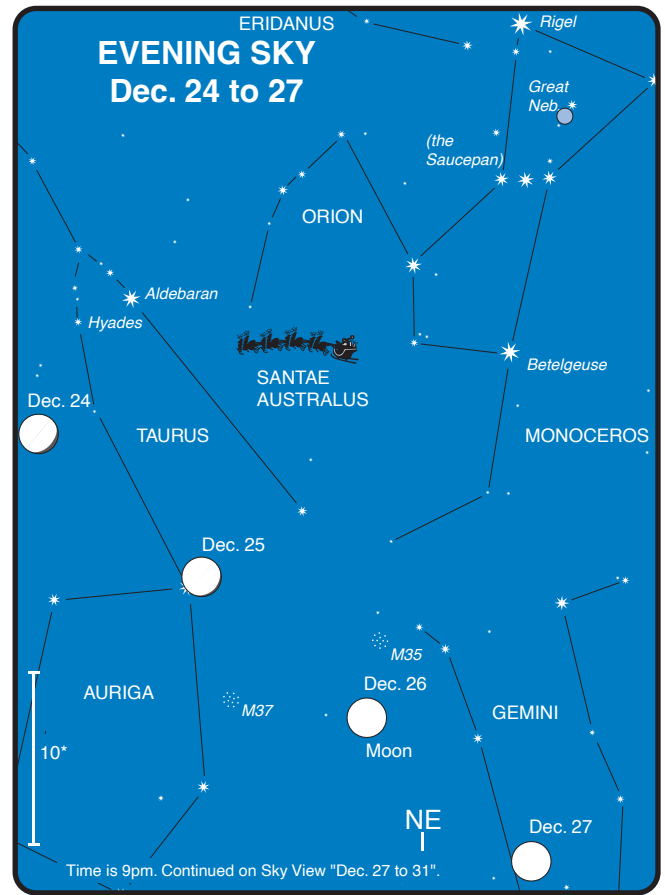 ERIDANUS
Rigel
EVENING SKY
Dec. 24 to 27
Great
Neb.
(the
Saucepan)
ORION
Aldebaran
Hyades
SANTAE
AUSTRALUS
Betelgeuse
Dec. 24
TAURUS
MONOCEROS
Dec. 25
M35
Dec. 26
AURIGA
M37
GEMINI
10*
Moon
NE
Dec. 27
Time is 9pm. Continued on Sky View "Dec. 27 to 31".